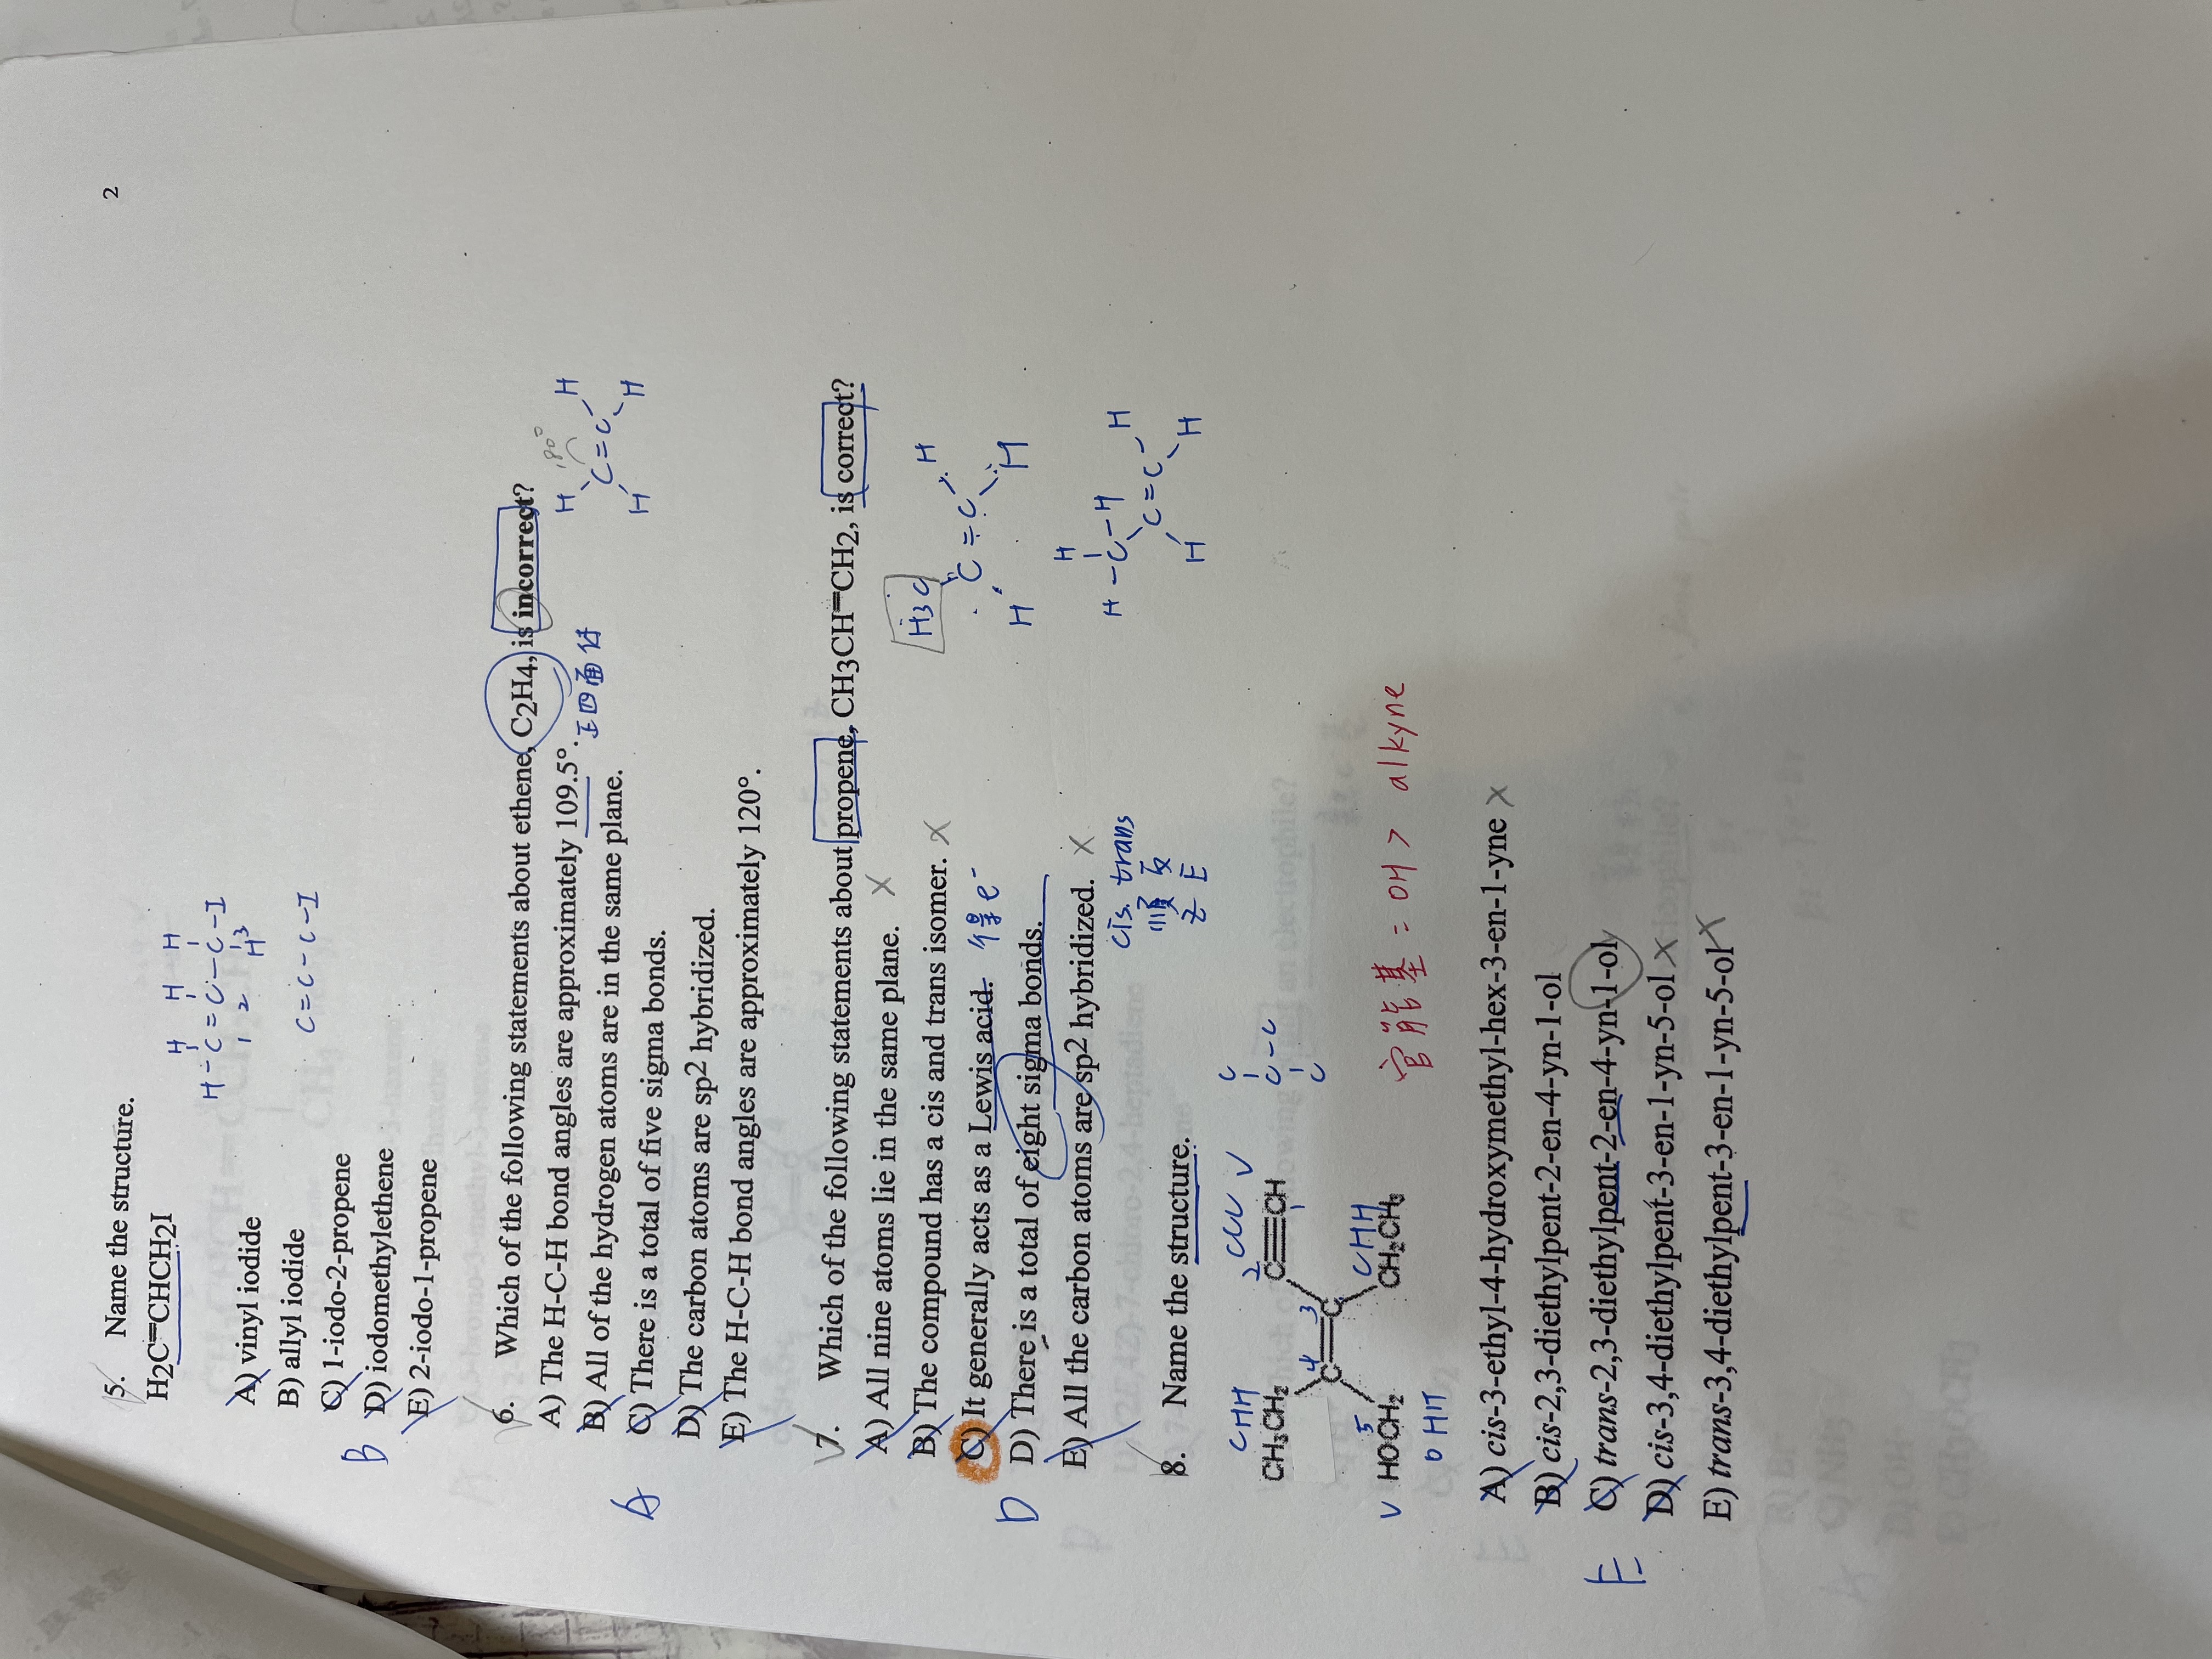 2
5. Name the structure.
H2C=CHCH2I
H H H
H-C=C-C-I
1 2 3
H
C=C-C-I
A) vinyl iodide
B) allyl iodide
C) 1-iodo-2-propene
B
D) iodomethylethene
E) 2-iodo-1-propene
6. Which of the following statements about ethene, C2H4, is incorrect?
A) The H-C-H bond angles are approximately 109.5°.
正四面体
B) All of the hydrogen atoms are in the same plane.
A
C) There is a total of five sigma bonds.
D) The carbon atoms are sp2 hybridized.
E) The H-C-H bond angles are approximately 120°.
180°
H H
C=C
H H
7. Which of the following statements about propene, CH3CH=CH2, is correct?
A) All nine atoms lie in the same plane. X
B) The compound has a cis and trans isomer. X
C) It generally acts as a Lewis acid. 得e-
D
D) There is a total of eight sigma bonds.
E) All the carbon atoms are sp2 hybridized. X
H3C H
C=C
H H
H
H-C-H H
C=C
H H
cis. trans
順 反
Z E
8. Name the structure.
CHH 2 CCC V
CH3CH2 C≡CH
1
4 3
C=C
5 CHH
V HOCH2 CH2CH3
C
C-C
C
官能基 = OH > alkyne
A) cis-3-ethyl-4-hydroxymethyl-hex-3-en-1-yne X
B) cis-2,3-diethylpent-2-en-4-yn-1-ol
E
C) trans-2,3-diethylpent-2-en-4-yn-1-ol
D) cis-3,4-diethylpent-3-en-1-yn-5-ol X
E) trans-3,4-diethylpent-3-en-1-yn-5-ol X